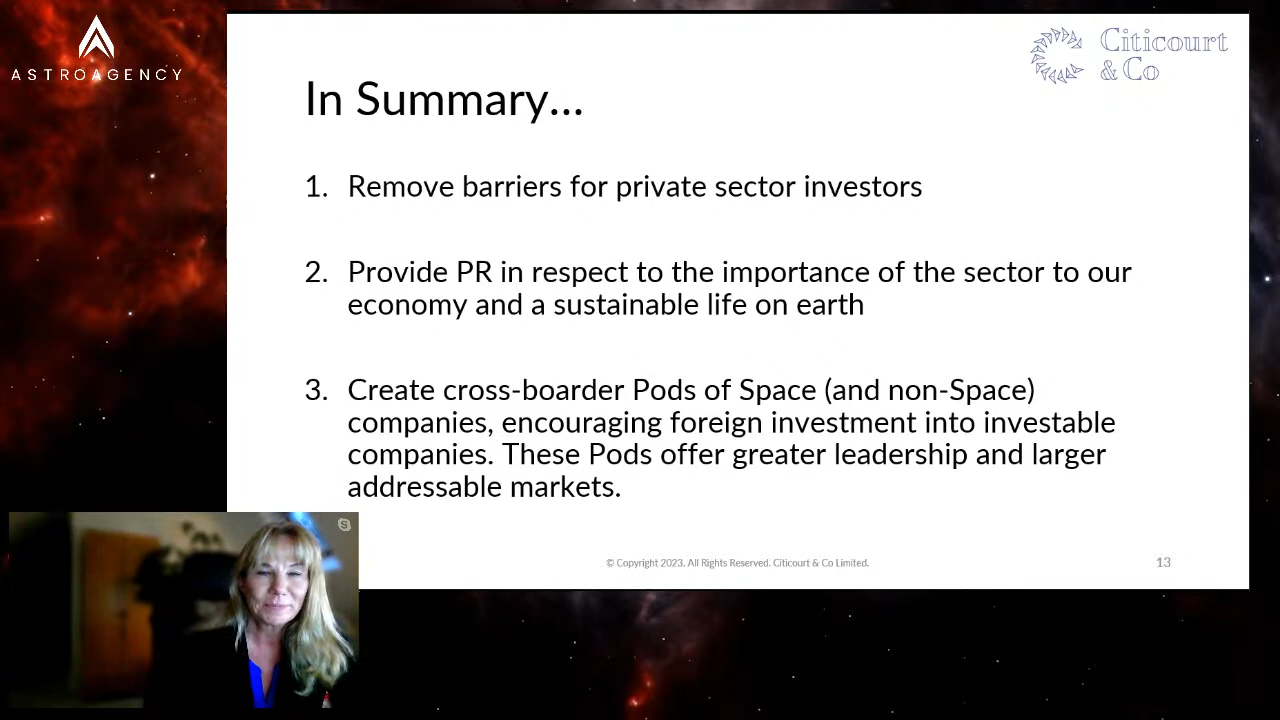 ASTROAGENCY
Citicourt
& Co
In Summary...
1. Remove barriers for private sector investors
2. Provide PR in respect to the importance of the sector to our
economy and a sustainable life on earth
3. Create cross-boarder Pods of Space (and non-Space)
companies, encouraging foreign investment into investable
companies. These Pods offer greater leadership and larger
addressable markets.
© Copyright 2023. All Rights Reserved. Citicourt & Co Limited.
13